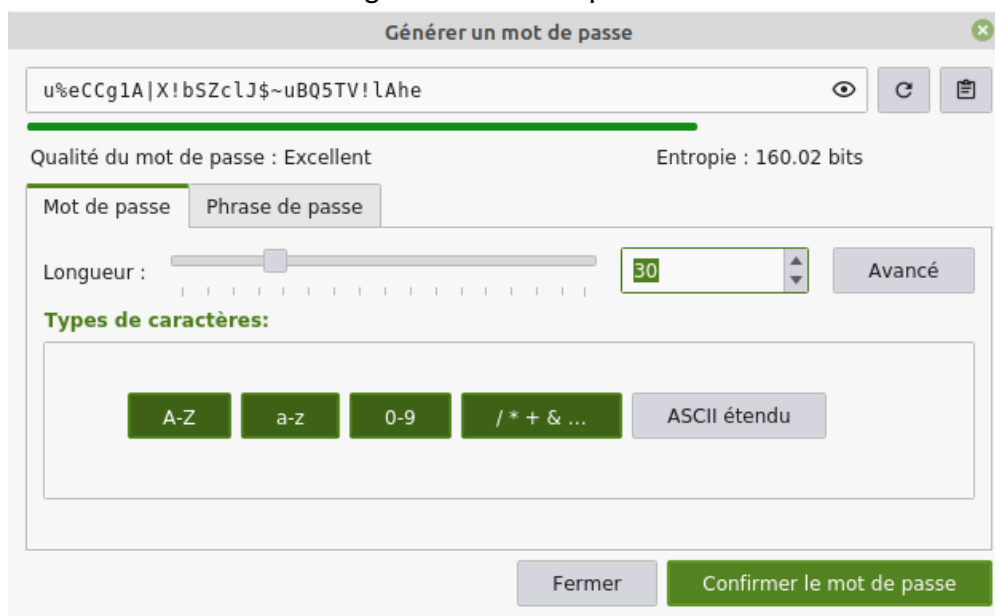 Générer un mot de passe
u%eCCg1A|X!bSZclJ$~uBQ5TV!lAhe
Qualité du mot de passe : Excellent
Entropie : 160.02 bits
Mot de passe
Phrase de passe
Longueur :
30
Avancé
Types de caractères:
A-Z
a-z
0-9
/ * + & ...
ASCII étendu
Fermer
Confirmer le mot de passe